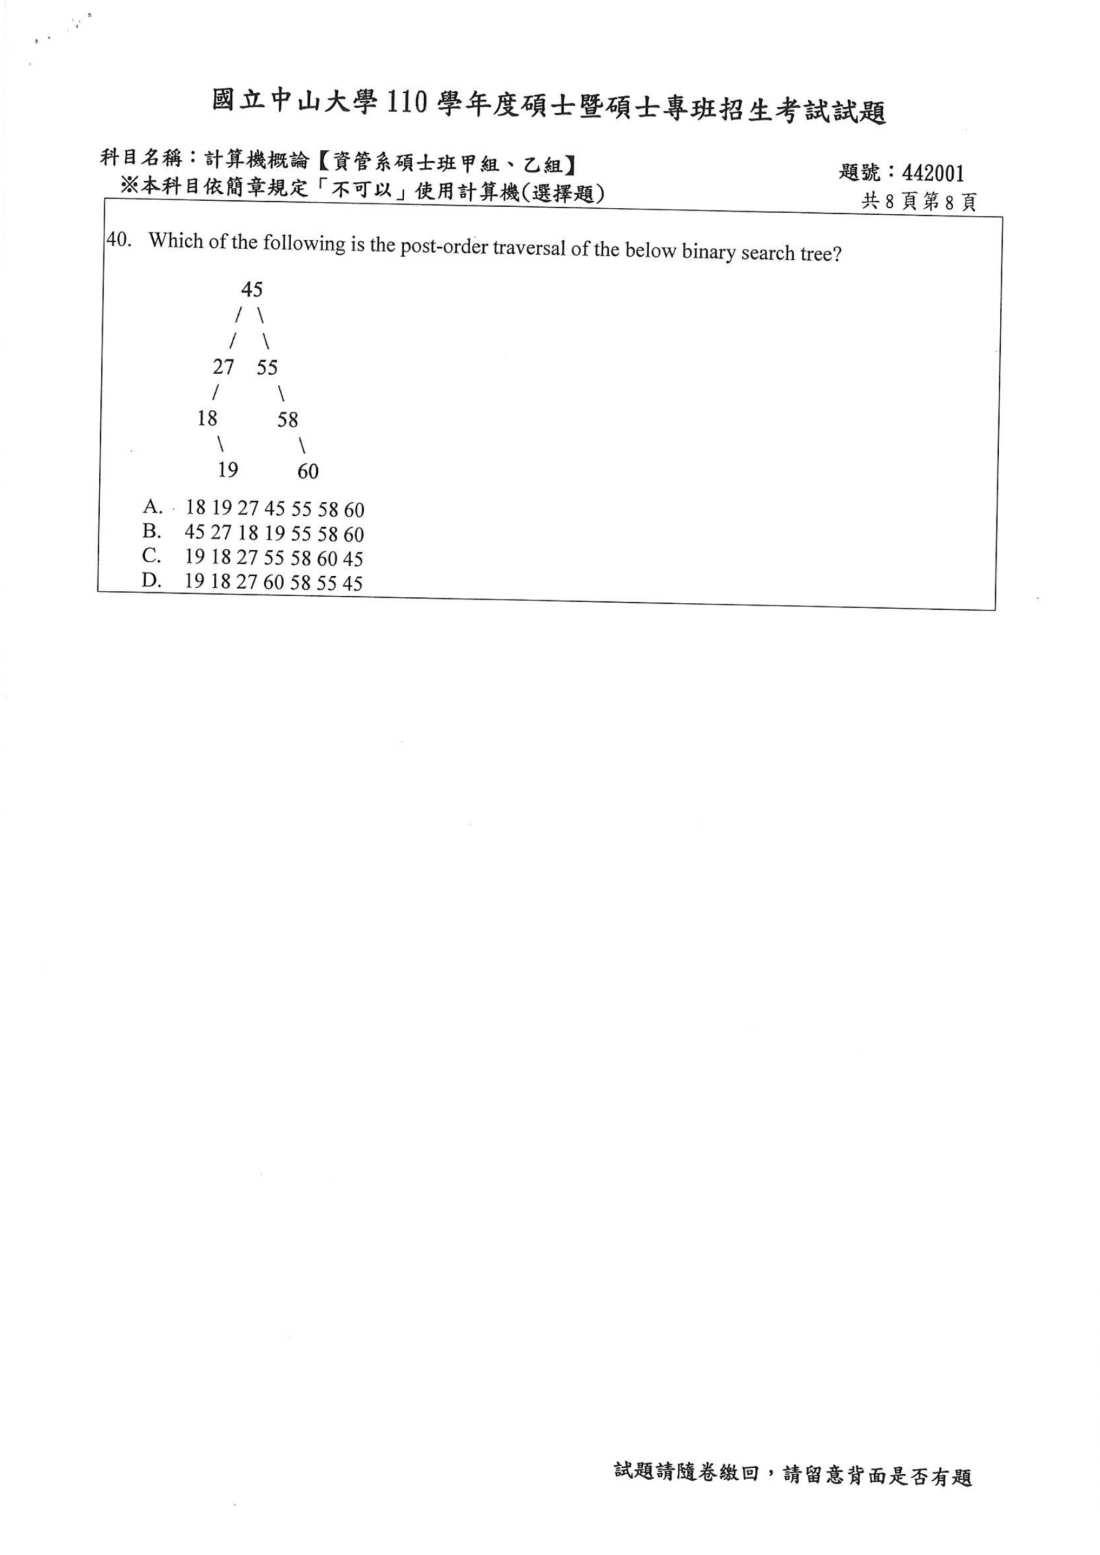 國立中山大學 110 學年度碩士暨碩士專班招生考試試題
科目名稱：計算機概論【資管系碩士班甲組、乙組】
題號：442001
※本科目依簡章規定「不可以」使用計算機(選擇題)
共 8 頁第 8 頁
40. Which of the following is the post-order traversal of the below binary search tree?
45
/ \
/ \
27 55
/ \
18 58
\ \
19 60
A. 18 19 27 45 55 58 60
B. 45 27 18 19 55 58 60
C. 19 18 27 55 58 60 45
D. 19 18 27 60 58 55 45
試題請隨卷繳回，請留意背面是否有題